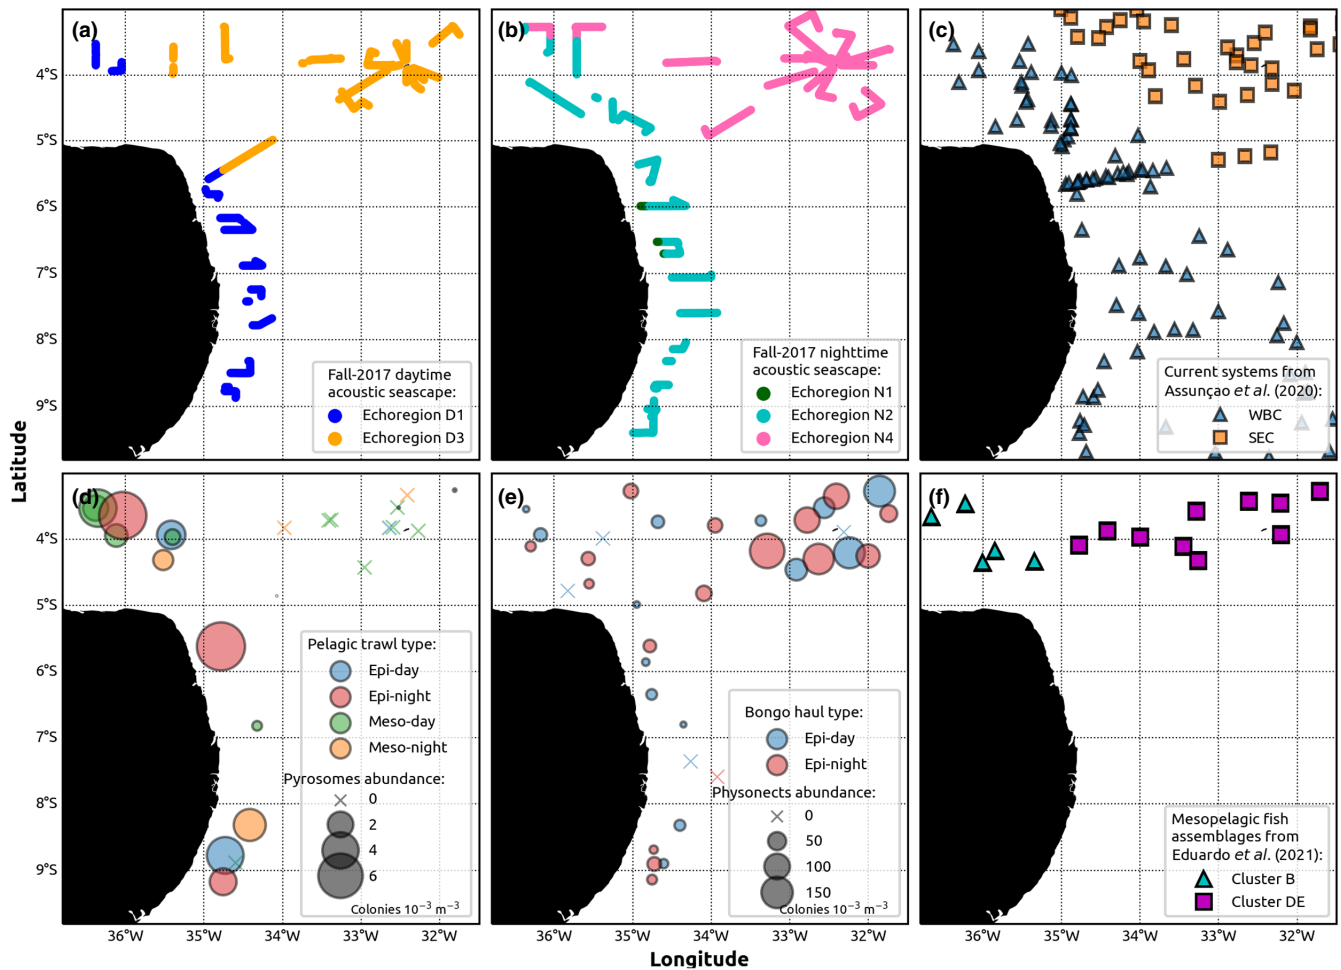 (a)
(b)
(c)
4°S
5°S
6°S
7°S
8°S
9°S
Fall-2017 daytime
acoustic seascape:
Echoregion D1
Echoregion D3
Fall-2017 nighttime
acoustic seascape:
Echoregion N1
Echoregion N2
Echoregion N4
Current systems from
Assunçao et al. (2020):
WBC
SEC
Latitude
(d)
(e)
(f)
4°S
5°S
6°S
7°S
8°S
9°S
Pelagic trawl type:
Epi-day
Epi-night
Meso-day
Meso-night
Pyrosomes abundance:
0
2
4
6
Colonies 10⁻³ m⁻³
Bongo haul type:
Epi-day
Epi-night
Physonects abundance:
0
50
100
150
Colonies 10⁻³ m⁻³
Mesopelagic fish
assemblages from
Eduardo et al. (2021):
Cluster B
Cluster DE
36°W 35°W 34°W 33°W 32°W
36°W 35°W 34°W 33°W 32°W
36°W 35°W 34°W 33°W 32°W
Longitude